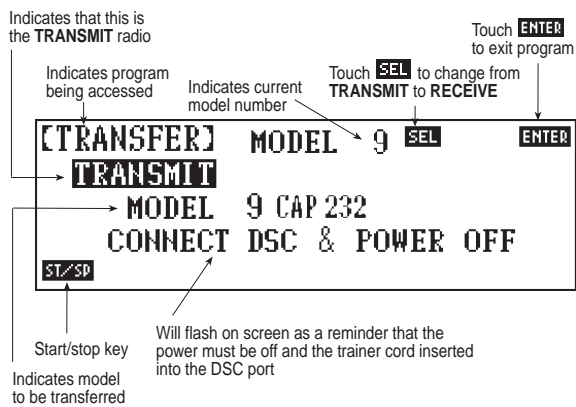 Indicates that this is
the TRANSMIT radio
Touch ENTER
to exit program
Indicates program
being accessed
Indicates current
model number
Touch SEL to change from
TRANSMIT to RECEIVE
[TRANSFER] MODEL 9 SEL ENTER
TRANSMIT
MODEL 9 CAP 232
CONNECT DSC & POWER OFF
ST/SP
Start/stop key
Will flash on screen as a reminder that the
power must be off and the trainer cord inserted
into the DSC port
Indicates model
to be transferred